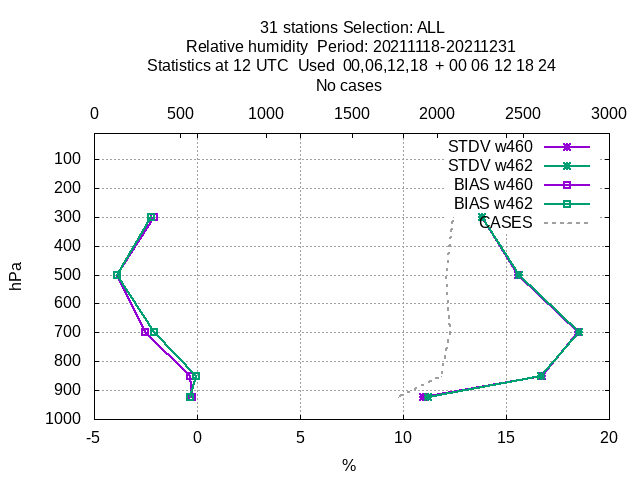 31 stations Selection: ALL
Relative humidity  Period: 20211118-20211231
Statistics at 12 UTC  Used  00,06,12,18  + 00 06 12 18 24
No cases
0 500 1000 1500 2000 2500 3000
STDV w460
STDV w462
BIAS w460
BIAS w462
CASES
100
200
300
400
500
600
700
800
900
1000
hPa
-5 0 5 10 15 20
%